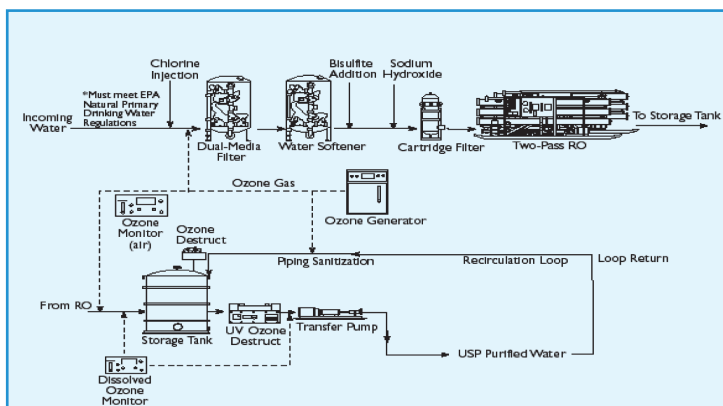 Chlorine
Injection
Bisulfite
Addition
Sodium
Hydroxide
*Must meet EPA
Natural Primary
Drinking Water
Regulations
Incoming
Water
To Storage Tank
Dual-Media
Filter
Water Softener
Cartridge Filter
Two-Pass RO
Ozone Gas
Ozone Generator
Ozone
Monitor
(air)
Ozone
Destruct
Piping Sanitization
Recirculation Loop
Loop Return
From RO
Storage Tank
UV Ozone
Destruct
Transfer Pump
USP Purified Water
Dissolved
Ozone
Monitor